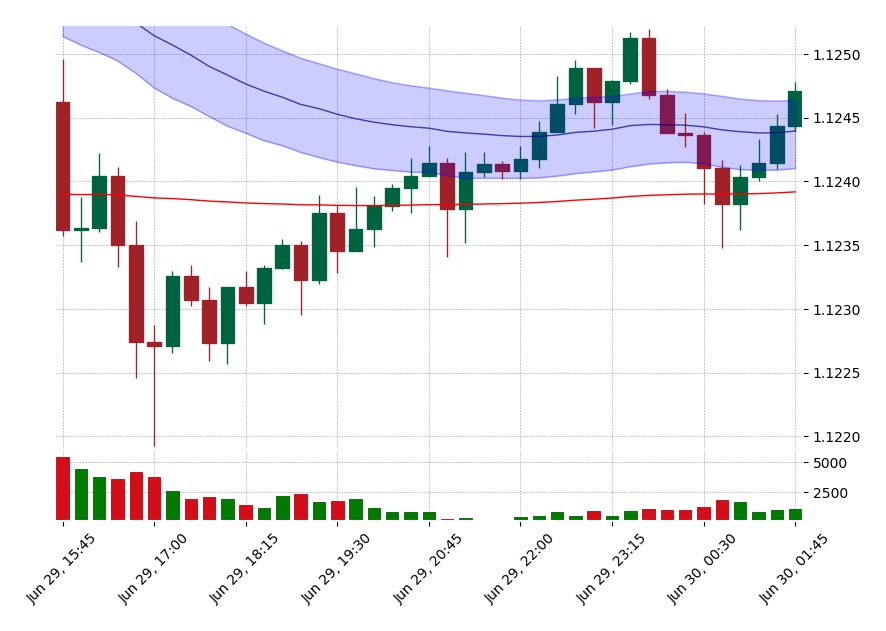 1.1250
1.1245
1.1240
1.1235
1.1230
1.1225
1.1220
5000
2500
Jun 29, 15:45
Jun 29, 17:00
Jun 29, 18:15
Jun 29, 19:30
Jun 29, 20:45
Jun 29, 22:00
Jun 29, 23:15
Jun 30, 00:30
Jun 30, 01:45